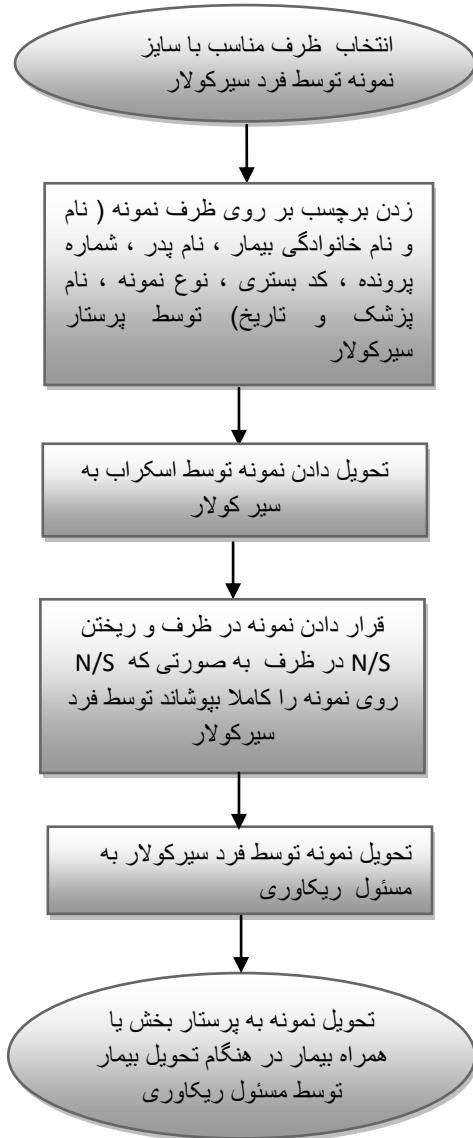 انتخاب ظرف مناسب با سایز
نمونه توسط فرد سیرکولار
زدن برچسب بر روی ظرف نمونه ( نام
و نام خانوادگی بیمار ، نام پدر ، شماره
پرونده ، کد بستری ، نوع نمونه ، نام
پزشک و تاریخ) توسط پرستار
سیرکولار
تحویل دادن نمونه توسط اسکراب به
سیر کولار
قرار دادن نمونه در ظرف و ریختن
N/S در ظرف به صورتی که N/S
روی نمونه را کاملا بپوشاند توسط فرد
سیرکولار
تحویل نمونه توسط فرد سیرکولار به
مسئول ریکاوری
تحویل نمونه به پرستار بخش یا
همراه بیمار در هنگام تحویل بیمار
توسط مسئول ریکاوری